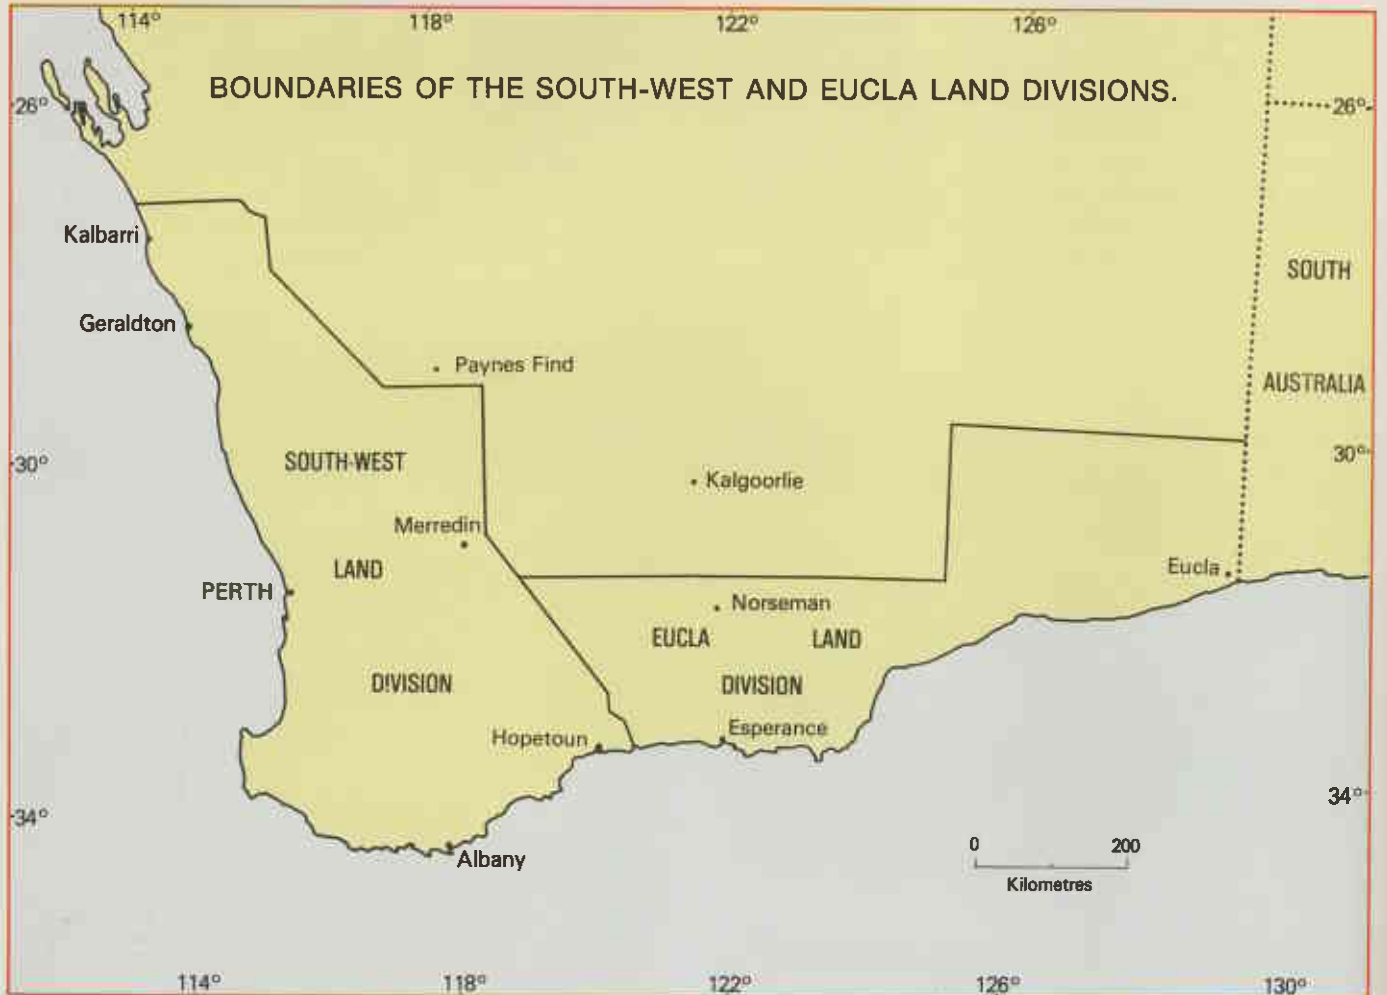 114° 118° 122° 126°
BOUNDARIES OF THE SOUTH-WEST AND EUCLA LAND DIVISIONS.
26° 26°
Kalbarri
SOUTH
Geraldton
Paynes Find
AUSTRALIA
SOUTH-WEST
30° 30°
Kalgoorlie
Merredin
LAND
Eucla
PERTH
Norseman
EUCLA LAND
DIVISION
DIVISION
Esperance
Hopetoun
34° 34°
0 200
Kilometres
Albany
114° 118° 122° 126° 130°